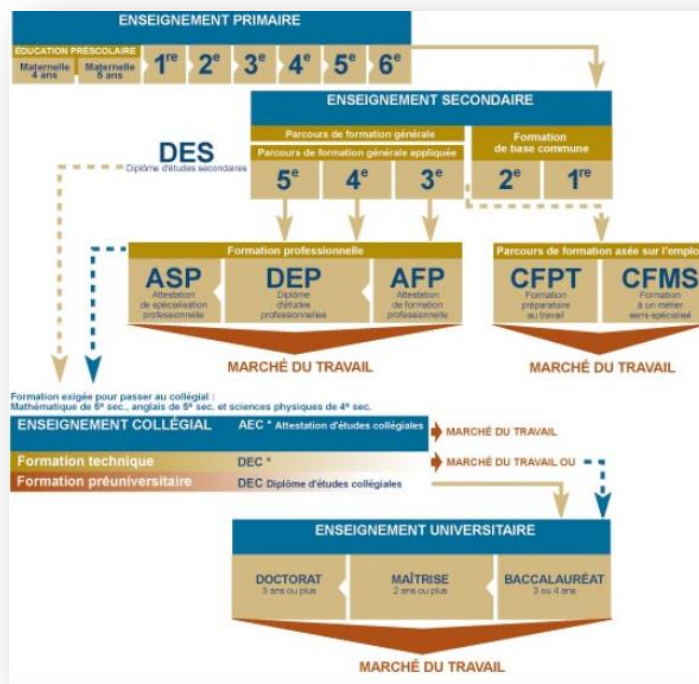 ENSEIGNEMENT PRIMAIRE
ÉDUCATION PRÉSCOLAIRE
Maternelle 4 ans
Maternelle 5 ans
1re 2e 3e 4e 5e 6e
ENSEIGNEMENT SECONDAIRE
Parcours de formation générale
Parcours de formation générale appliquée
Formation
de base commune
DES
Diplôme d'études secondaires
5e 4e 3e 2e 1re
Formation professionnelle
ASP
Attestation
de spécialisation
professionnelle
DEP
Diplôme
d'études
professionnelles
AFP
Attestation
de formation
professionnelle
Parcours de formation axée sur l'emploi
CFPT
Formation
préparatoire
au travail
CFMS
Formation
à un métier
semi-spécialisé
MARCHÉ DU TRAVAIL
MARCHÉ DU TRAVAIL
Formation exigée pour passer au collégial :
Mathématique de 5e sec., anglais de 5e sec. et sciences physiques de 4e sec.
ENSEIGNEMENT COLLÉGIAL AEC * Attestation d'études collégiales MARCHÉ DU TRAVAIL
Formation technique DEC * MARCHÉ DU TRAVAIL OU
Formation préuniversitaire DEC Diplôme d'études collégiales
ENSEIGNEMENT UNIVERSITAIRE
DOCTORAT
3 ans ou plus
MAÎTRISE
2 ans ou plus
BACCALAURÉAT
3 ou 4 ans
MARCHÉ DU TRAVAIL